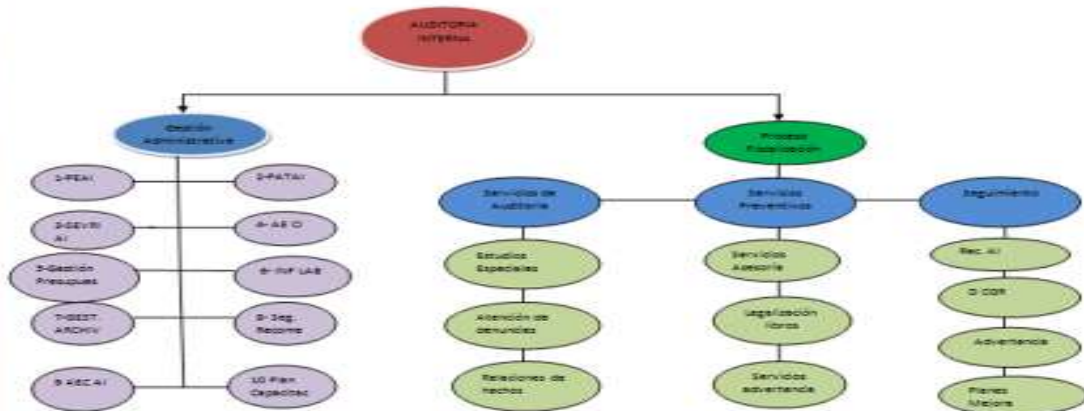 AUDITORIA
INTERNA
Gestión
Administrativa
Proceso
Fiscalización
1-PEAI
2-PATAI
3-SEVRI
AI
4- AE O
5-Gestión
Presupues
6- INF LAB
7-GEST.
ARCHIV
8- Seg.
Recome
9-AEC AI
10 Plan
Capacitac
Servicios de
Auditoria
Servicios
Preventivos
Seguimiento
Estudios
Especiales
Atención de
denuncias
Relaciones de
hechos
Servicios
Asesoría
Legalización
libros
Servicios
advertencia
Rec. AI
D CGR
Advertencia
Planes
Mejora